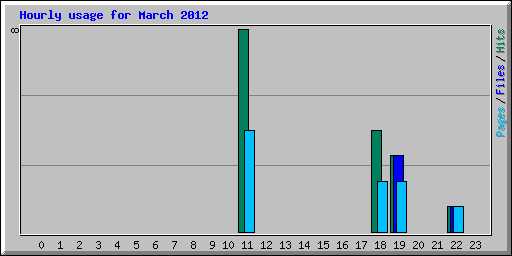 Hourly usage for March 2012
8
Pages/Files/Hits
0 1 2 3 4 5 6 7 8 9 10 11 12 13 14 15 16 17 18 19 20 21 22 23